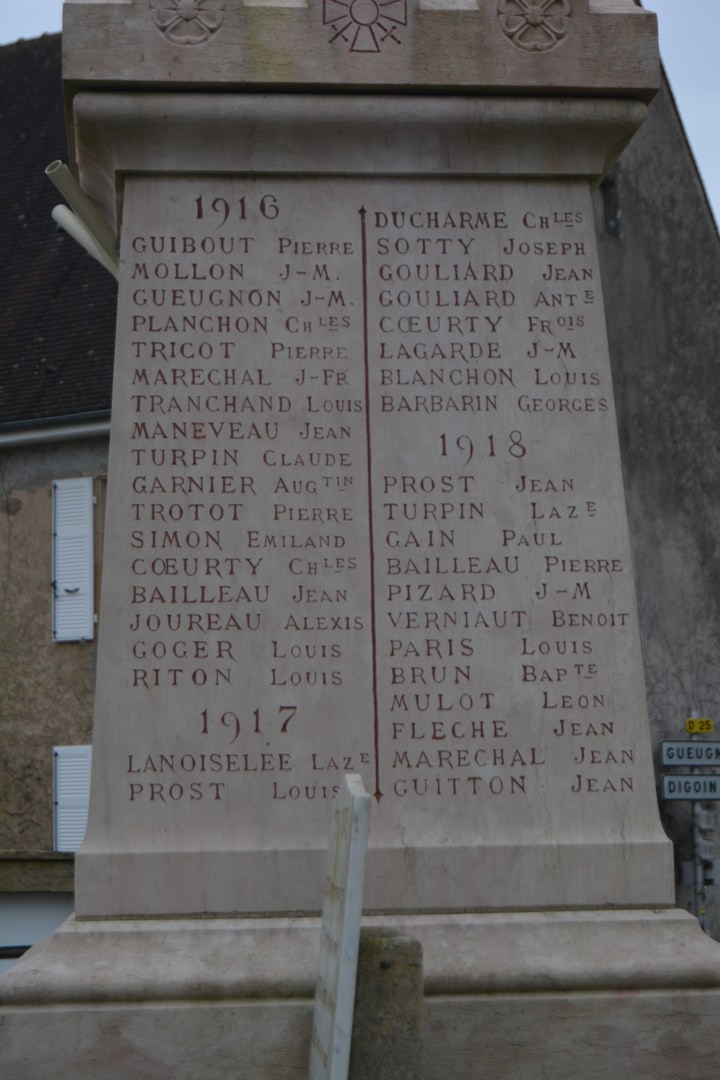 1916
GUIBOUT PIERRE
MOLLON J-M.
GUEUGNON J-M.
PLANCHON CHLES
TRICOT PIERRE
MARECHAL J-FR
TRANCHAND LOUIS
MANEVEAU JEAN
TURPIN CLAUDE
GARNIER AUGTIN
TROTOT PIERRE
SIMON EMILAND
CŒURTY CHLES
BAILLEAU JEAN
JOUREAU ALEXIS
GOGER LOUIS
RITON LOUIS
1917
LANOISELÉE LAZE
PROST LOUIS
DUCHARME CHLES
SOTTY JOSEPH
GOULIARD JEAN
GOULIARD ANTE
CŒURTY FROIS
LAGARDE J-M
BLANCHON LOUIS
BARBARIN GEORGES
1918
PROST JEAN
TURPIN LAZE
GAIN PAUL
BAILLEAU PIERRE
PIZARD J-M
VERNIAUT BENOIT
PARIS LOUIS
BRUN BAPTE
MULOT LEON
FLECHE JEAN
MARECHAL JEAN
GUITTON JEAN
D 25
GUEUGN
DIGOIN